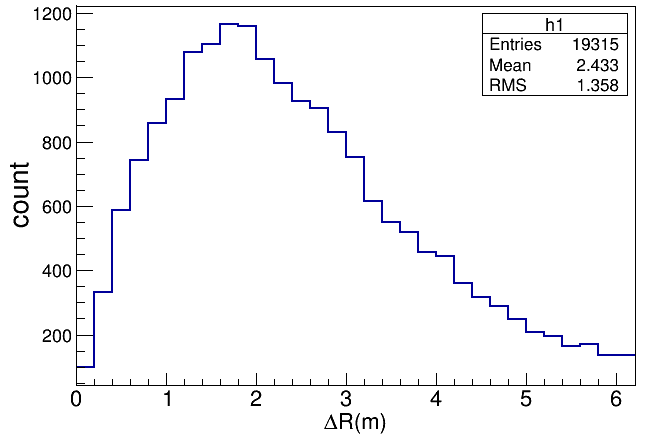 h1
Entries 19315
Mean 2.433
RMS 1.358
1200
1000
800
600
400
200
count
0 1 2 3 4 5 6
ΔR(m)